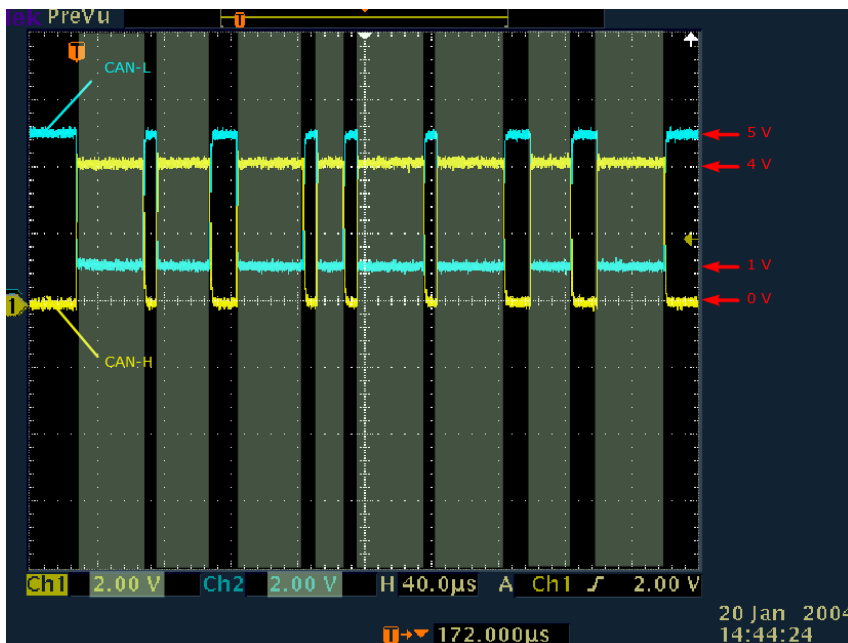 Tek PreVu
T
T
CAN-L
5 V
4 V
1 V
1
0 V
CAN-H
Ch1 2.00 V Ch2 2.00 V H 40.0µs A Ch1 2.00 V
20 Jan 2004
T 172.000µs 14:44:24